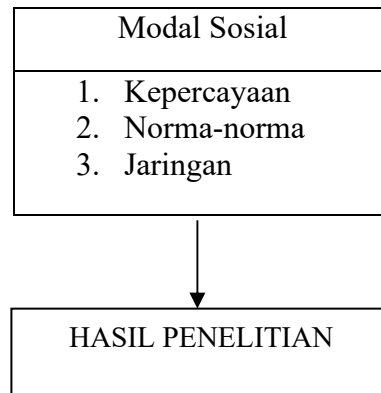 Modal Sosial
1. Kepercayaan
2. Norma-norma
3. Jaringan
HASIL PENELITIAN